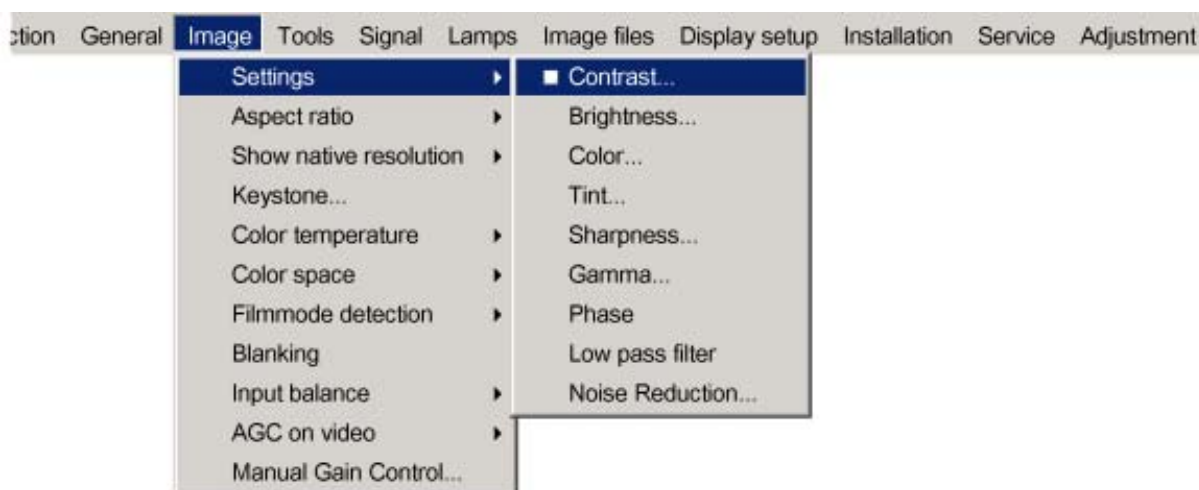 ction General Image Tools Signal Lamps Image files Display setup Installation Service Adjustment
Settings
Aspect ratio
Show native resolution
Keystone...
Color temperature
Color space
Filmmode detection
Blanking
Input balance
AGC on video
Manual Gain Control...
Contrast...
Brightness...
Color...
Tint...
Sharpness...
Gamma...
Phase
Low pass filter
Noise Reduction...